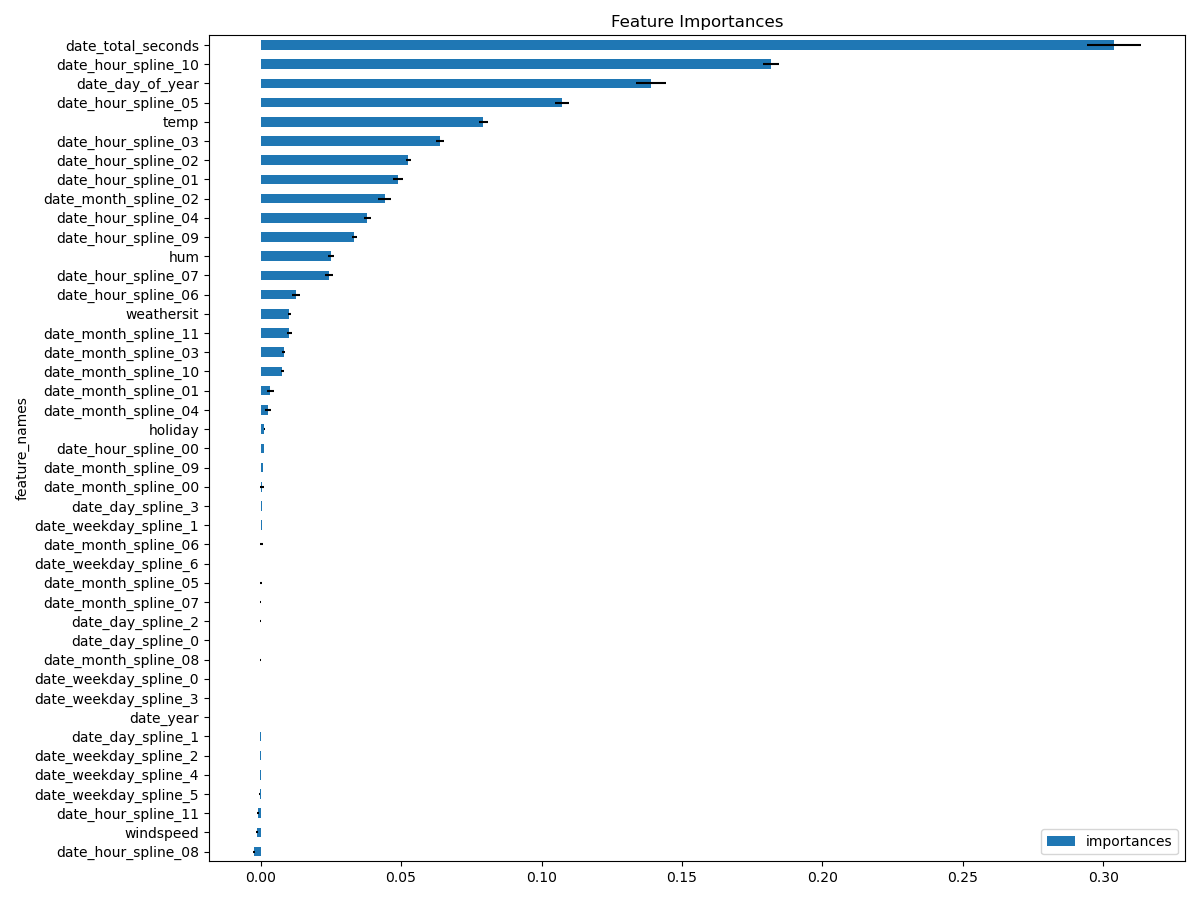 Feature Importances
date_total_seconds
date_hour_spline_10
date_day_of_year
date_hour_spline_05
temp
date_hour_spline_03
date_hour_spline_02
date_hour_spline_01
date_month_spline_02
date_hour_spline_04
date_hour_spline_09
hum
date_hour_spline_07
date_hour_spline_06
weathersit
date_month_spline_11
date_month_spline_03
date_month_spline_10
date_month_spline_01
date_month_spline_04
holiday
date_hour_spline_00
date_month_spline_09
date_month_spline_00
date_day_spline_3
date_weekday_spline_1
date_month_spline_06
date_weekday_spline_6
date_month_spline_05
date_month_spline_07
date_day_spline_2
date_day_spline_0
date_month_spline_08
date_weekday_spline_0
date_weekday_spline_3
date_year
date_day_spline_1
date_weekday_spline_2
date_weekday_spline_4
date_weekday_spline_5
date_hour_spline_11
windspeed
date_hour_spline_08
feature_names
importances
0.00 0.05 0.10 0.15 0.20 0.25 0.30